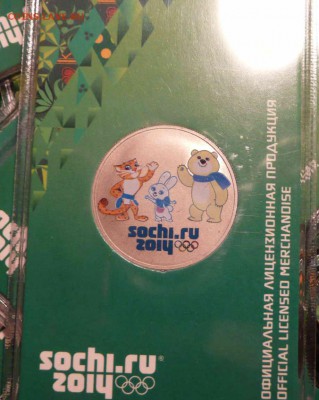 sochi.ru
2014
sochi.ru
2014
ОФИЦИАЛЬНАЯ ЛИЦЕНЗИОННАЯ ПРОДУКЦИЯ
OFFICIAL LICENSED MERCHANDISE